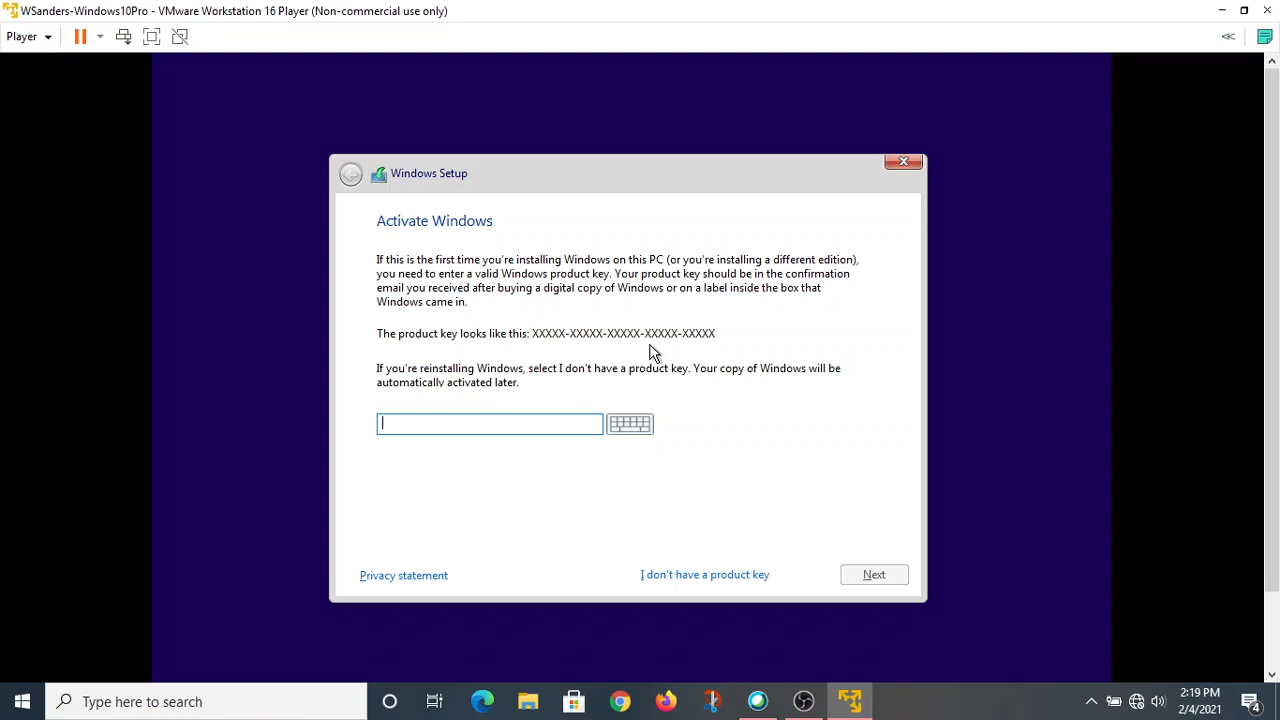 WSanders-Windows10Pro - VMware Workstation 16 Player (Non-commercial use only)
Player
Windows Setup
Activate Windows
If this is the first time you're installing Windows on this PC (or you're installing a different edition),
you need to enter a valid Windows product key. Your product key should be in the confirmation
email you received after buying a digital copy of Windows or on a label inside the box that
Windows came in.
The product key looks like this: XXXXX-XXXXX-XXXXX-XXXXX-XXXXX
If you're reinstalling Windows, select I don't have a product key. Your copy of Windows will be
automatically activated later.
Privacy statement
I don't have a product key
Next
Type here to search
2:19 PM
2/4/2021
4